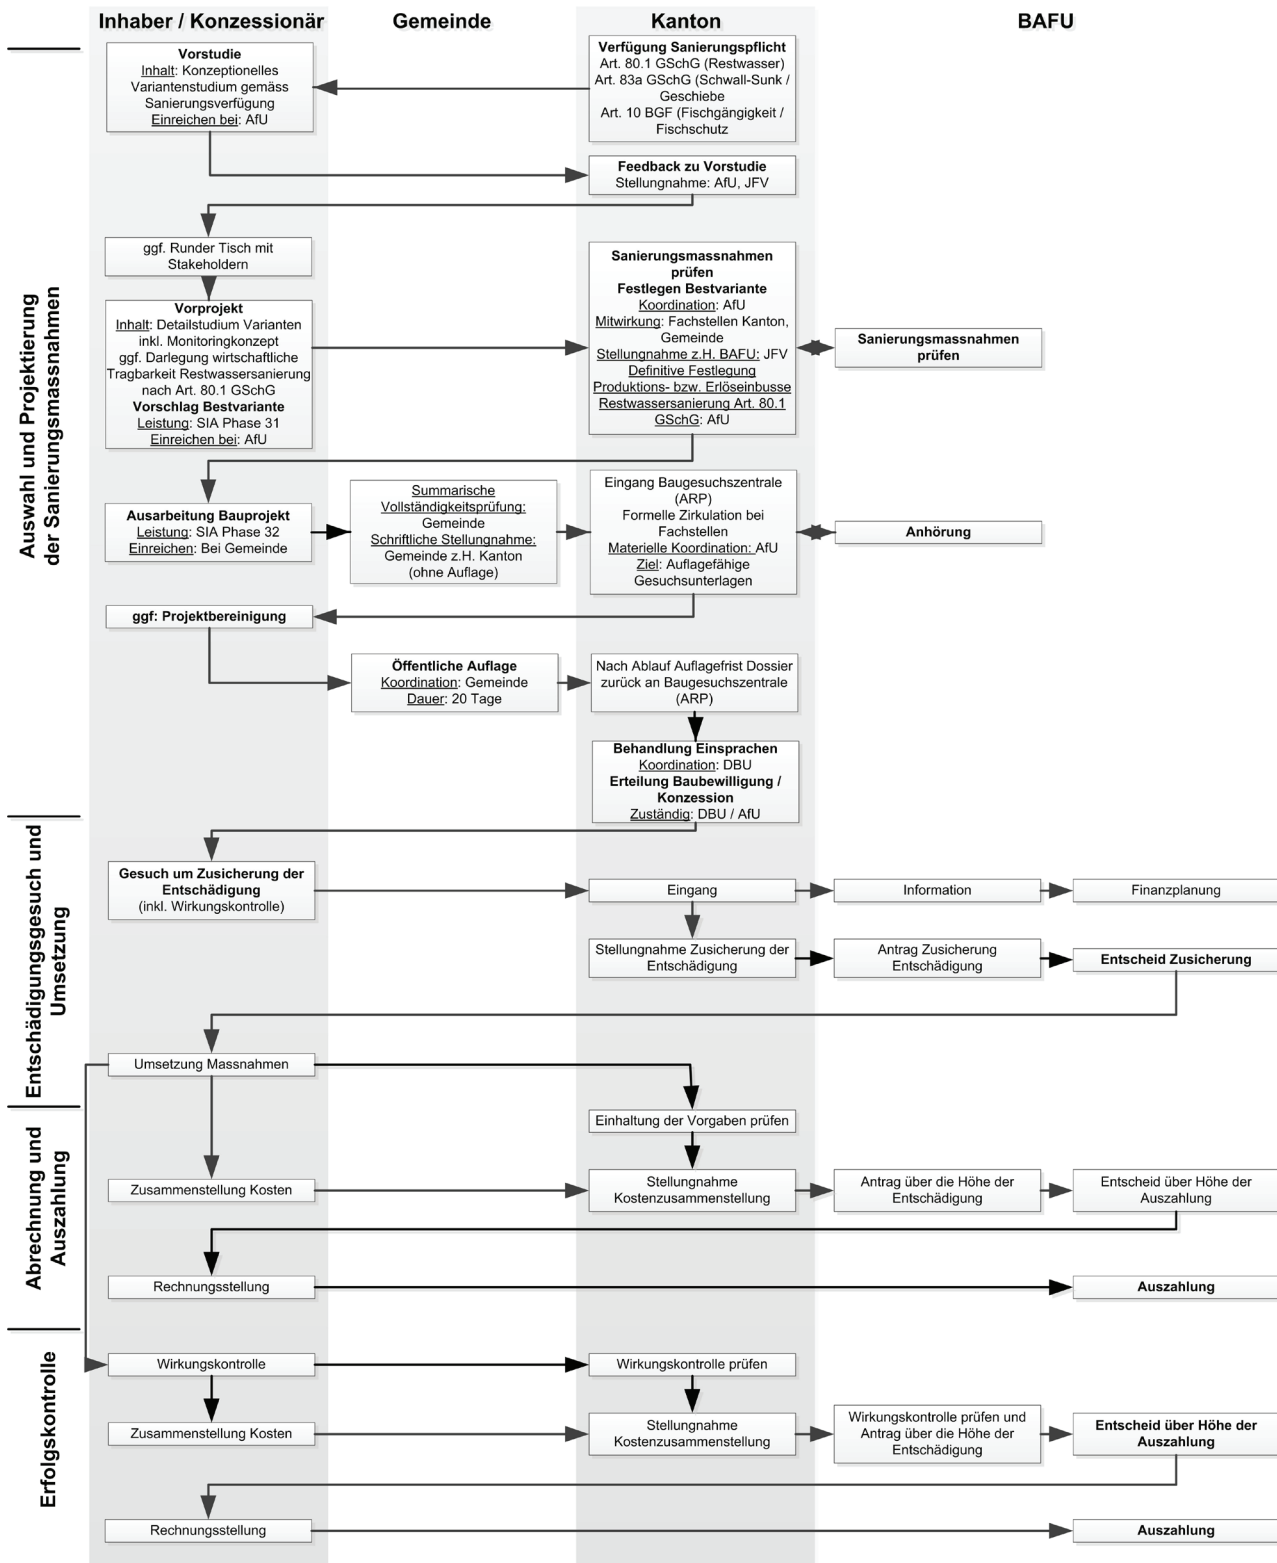 Inhaber / Konzessionär
Gemeinde
Kanton
BAFU
Auswahl und Projektierung
der Sanierungsmassnahmen
Vorstudie
Inhalt: Konzeptionelles
Variantenstudium gemäss
Sanierungsverfügung
Einreichen bei: AfU
Verfügung Sanierungspflicht
Art. 80.1 GSchG (Restwasser)
Art. 83a GSchG (Schwall-Sunk /
Geschiebe
Art. 10 BGF (Fischgängigkeit /
Fischschutz
Feedback zu Vorstudie
Stellungnahme: AfU, JFV
ggf. Runder Tisch mit
Stakeholdern
Vorprojekt
Inhalt: Detailstudium Varianten
inkl. Monitoringkonzept
ggf. Darlegung wirtschaftliche
Tragbarkeit Restwassersanierung
nach Art. 80.1 GSchG
Vorschlag Bestvariante
Leistung: SIA Phase 31
Einreichen bei: AfU
Sanierungsmassnahmen
prüfen
Festlegen Bestvariante
Koordination: AfU
Mitwirkung: Fachstellen Kanton,
Gemeinde
Stellungnahme z.H. BAFU: JFV
Definitive Festlegung
Produktions- bzw. Erlöseinbusse
Restwassersanierung Art. 80.1
GSchG: AfU
Sanierungsmassnahmen
prüfen
Ausarbeitung Bauprojekt
Leistung: SIA Phase 32
Einreichen: Bei Gemeinde
Summarische
Vollständigkeitsprüfung:
Gemeinde
Schriftliche Stellungnahme:
Gemeinde z.H. Kanton
(ohne Auflage)
Eingang Baugesuchszentrale
(ARP)
Formelle Zirkulation bei
Fachstellen
Materielle Koordination: AfU
Ziel: Auflagefähige
Gesuchsunterlagen
Anhörung
ggf: Projektbereinigung
Öffentliche Auflage
Koordination: Gemeinde
Dauer: 20 Tage
Nach Ablauf Auflagefrist Dossier
zurück an Baugesuchszentrale
(ARP)
Behandlung Einsprachen
Koordination: DBU
Erteilung Baubewilligung /
Konzession
Zuständig: DBU / AfU
Entschädigungsgesuch und
Umsetzung
Gesuch um Zusicherung der
Entschädigung
(inkl. Wirkungskontrolle)
Eingang
Information
Finanzplanung
Stellungnahme Zusicherung der
Entschädigung
Antrag Zusicherung
Entschädigung
Entscheid Zusicherung
Umsetzung Massnahmen
Abrechnung und
Auszahlung
Einhaltung der Vorgaben prüfen
Zusammenstellung Kosten
Stellungnahme
Kostenzusammenstellung
Antrag über die Höhe der
Entschädigung
Entscheid über Höhe der
Auszahlung
Rechnungsstellung
Auszahlung
Erfolgskontrolle
Wirkungskontrolle
Wirkungskontrolle prüfen
Zusammenstellung Kosten
Stellungnahme
Kostenzusammenstellung
Wirkungskontrolle prüfen und
Antrag über die Höhe der
Entschädigung
Entscheid über Höhe der
Auszahlung
Rechnungsstellung
Auszahlung